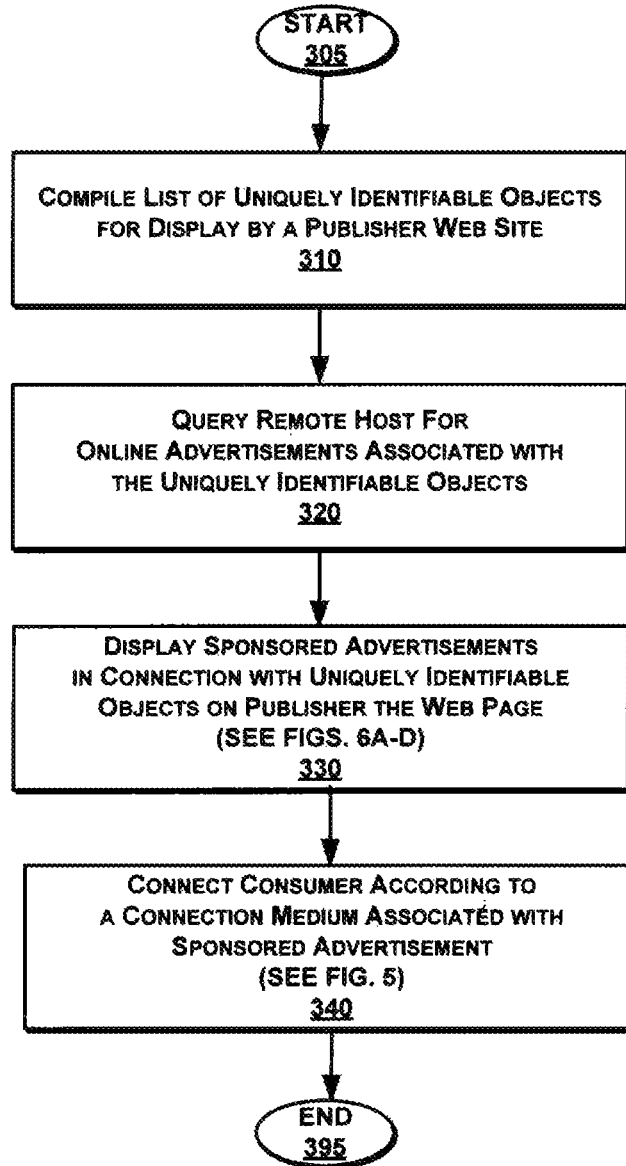 START
305
COMPILE LIST OF UNIQUELY IDENTIFIABLE OBJECTS
FOR DISPLAY BY A PUBLISHER WEB SITE
310
QUERY REMOTE HOST FOR
ONLINE ADVERTISEMENTS ASSOCIATED WITH
THE UNIQUELY IDENTIFIABLE OBJECTS
320
DISPLAY SPONSORED ADVERTISEMENTS
IN CONNECTION WITH UNIQUELY IDENTIFIABLE
OBJECTS ON PUBLISHER THE WEB PAGE
(SEE FIGS. 6A-D)
330
CONNECT CONSUMER ACCORDING TO
A CONNECTION MEDIUM ASSOCIATED WITH
SPONSORED ADVERTISEMENT
(SEE FIG. 5)
340
END
395